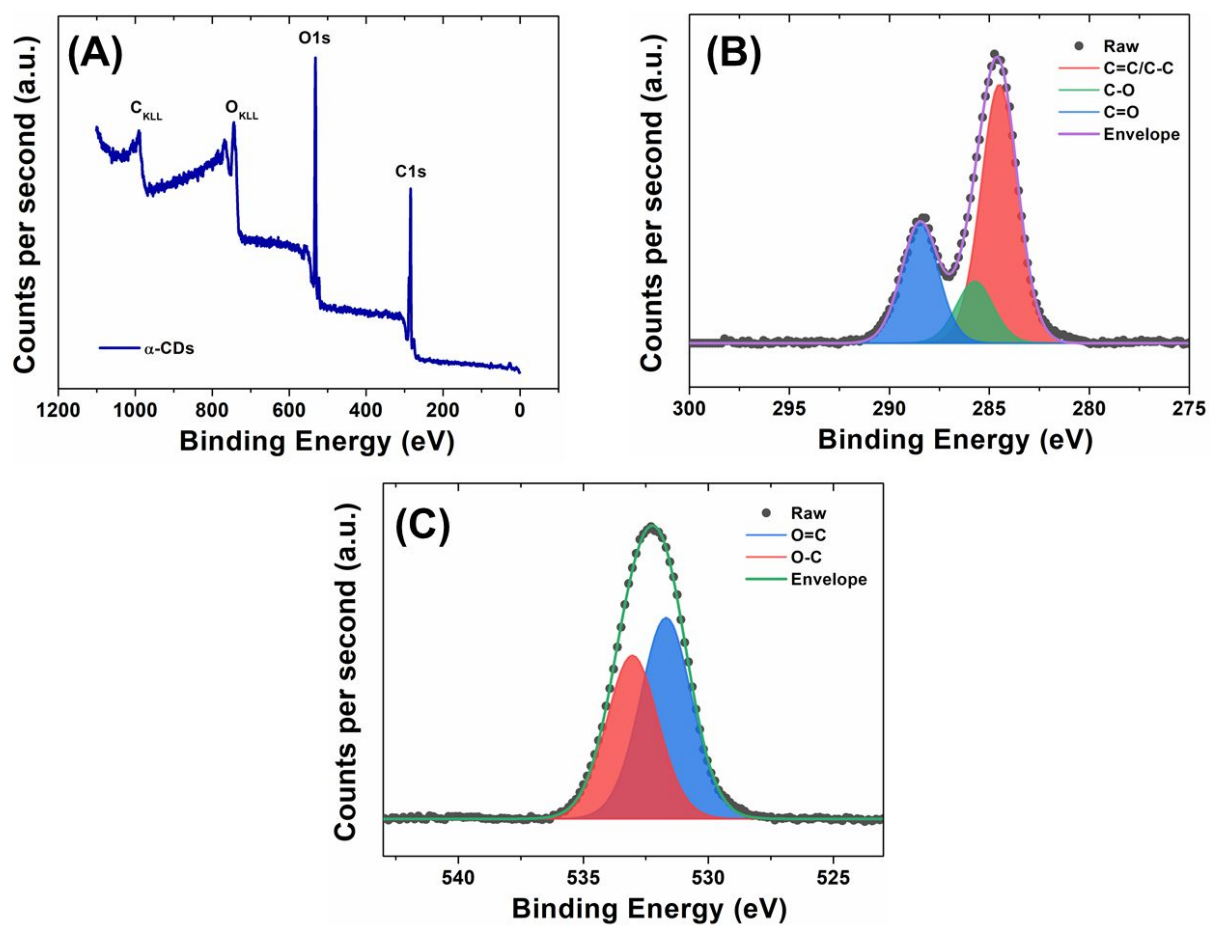 (A)
O1s
C_KLL
O_KLL
C1s
α-CDs
Counts per second (a.u.)
1200 1000 800 600 400 200 0
Binding Energy (eV)
(B)
Raw
C=C/C-C
C-O
C=O
Envelope
Counts per second (a.u.)
300 295 290 285 280 275
Binding Energy (eV)
(C)
Raw
O=C
O-C
Envelope
Counts per second (a.u.)
540 535 530 525
Binding Energy (eV)